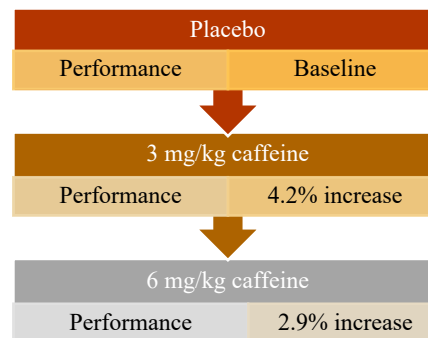 Placebo
Performance Baseline
3 mg/kg caffeine
Performance 4.2% increase
6 mg/kg caffeine
Performance 2.9% increase